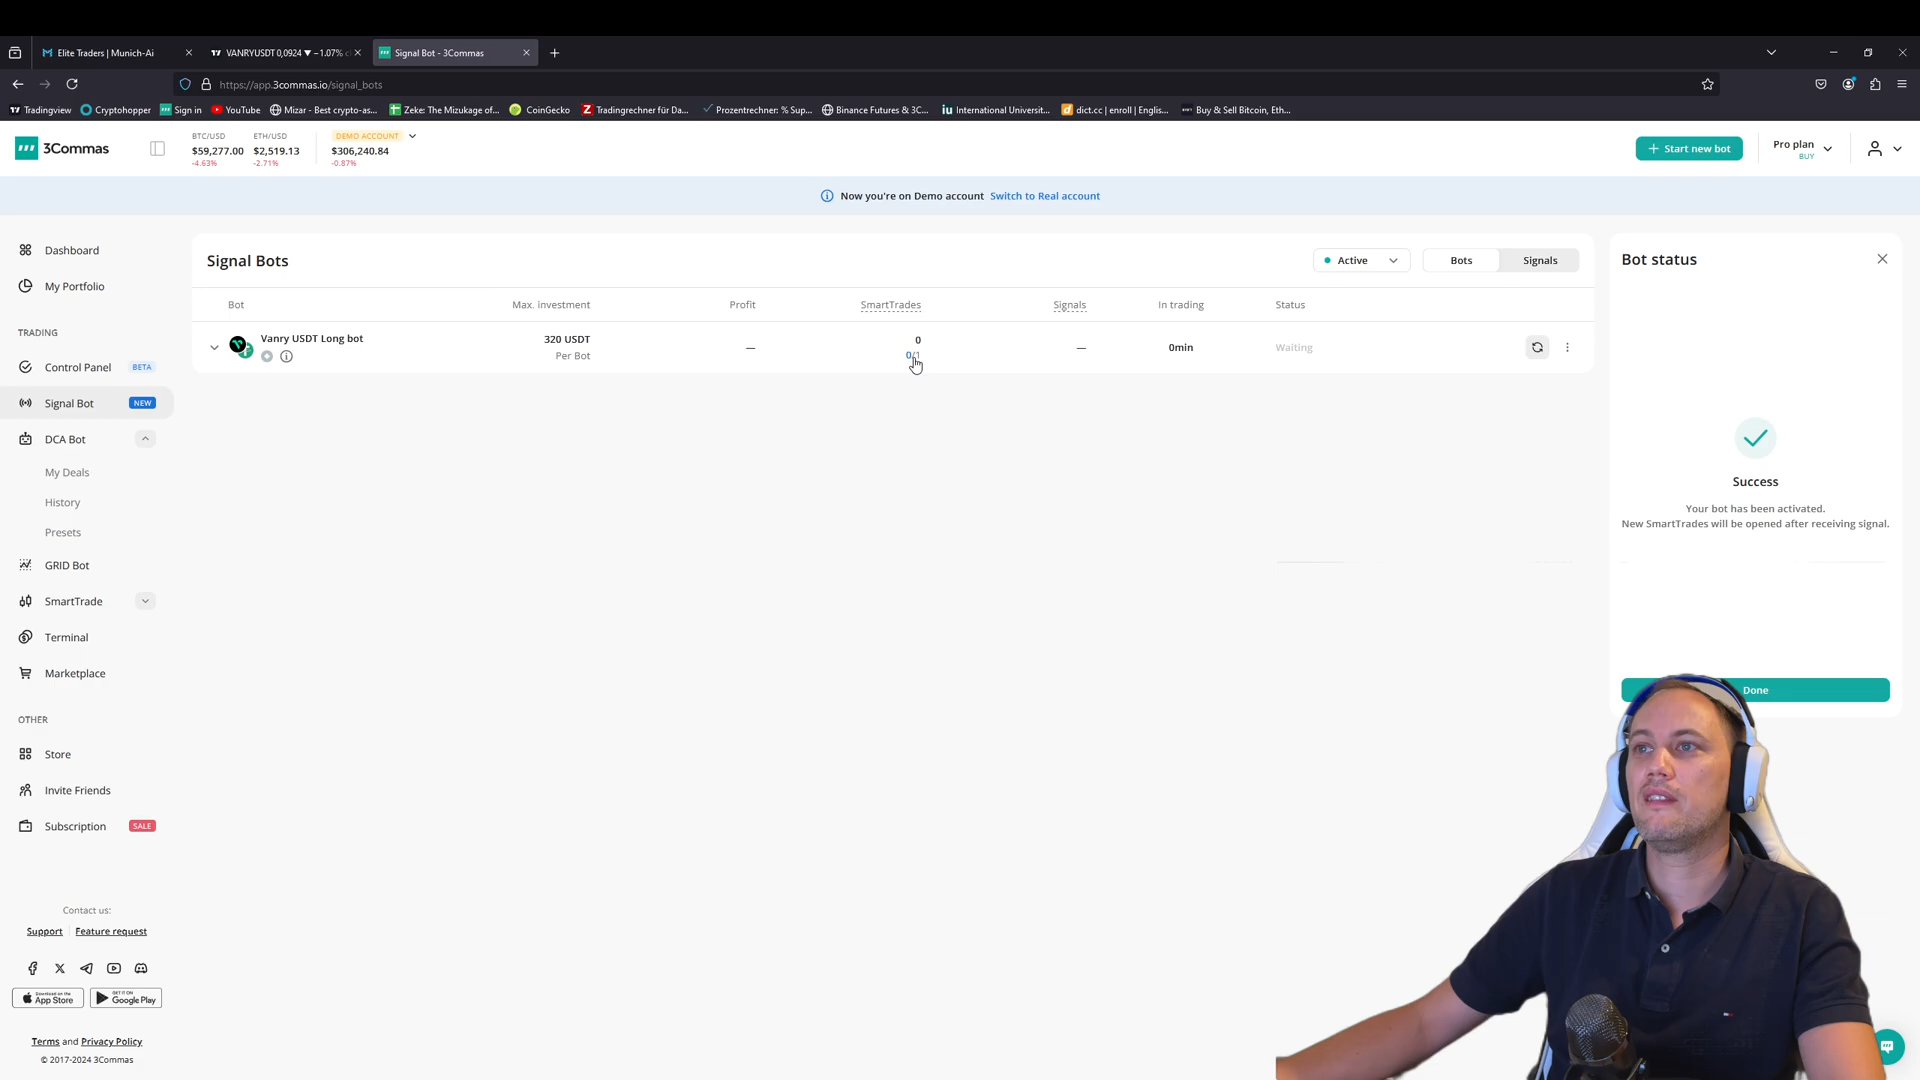 Elite Traders | Munich-Ai
VANRYUSDT 0,0924 ▼ −1.07%
Signal Bot - 3Commas
https://app.3commas.io/signal_bots
Tradingview
Cryptohopper
Sign in
YouTube
Mizar - Best crypto-as...
Zeke: The Mizukage of...
CoinGecko
Tradingrechner für Da...
Prozentrechner: % Sup...
Binance Futures & 3C...
International Universit...
dict.cc | enroll | Englis...
Buy & Sell Bitcoin, Eth...
3Commas
BTC/USD
$59,277.00
-4.63%
ETH/USD
$2,519.13
-2.71%
DEMO ACCOUNT
$306,240.84
-0.87%
+ Start new bot
Pro plan
BUY
Now you're on Demo account Switch to Real account
Dashboard
My Portfolio
TRADING
Control Panel BETA
Signal Bot NEW
DCA Bot
My Deals
History
Presets
GRID Bot
SmartTrade
Terminal
Marketplace
OTHER
Store
Invite Friends
Subscription SALE
Contact us:
Support Feature request
Download on the App Store
GET IT ON Google Play
Terms and Privacy Policy
© 2017-2024 3Commas
Signal Bots
Active
Bots Signals
Bot Max. investment Profit SmartTrades Signals In trading Status
Vanry USDT Long bot 320 USDT — 0 — 0min Waiting
Per Bot 0/1
Bot status
Success
Your bot has been activated.
New SmartTrades will be opened after receiving signal.
Done